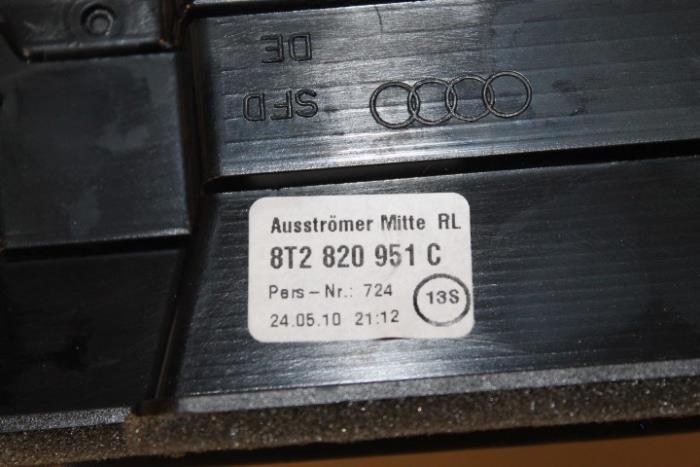 DE
SFD
Ausströmer Mitte RL
8T2 820 951 C
Pers-Nr.: 724
13S
24.05.10 21:12